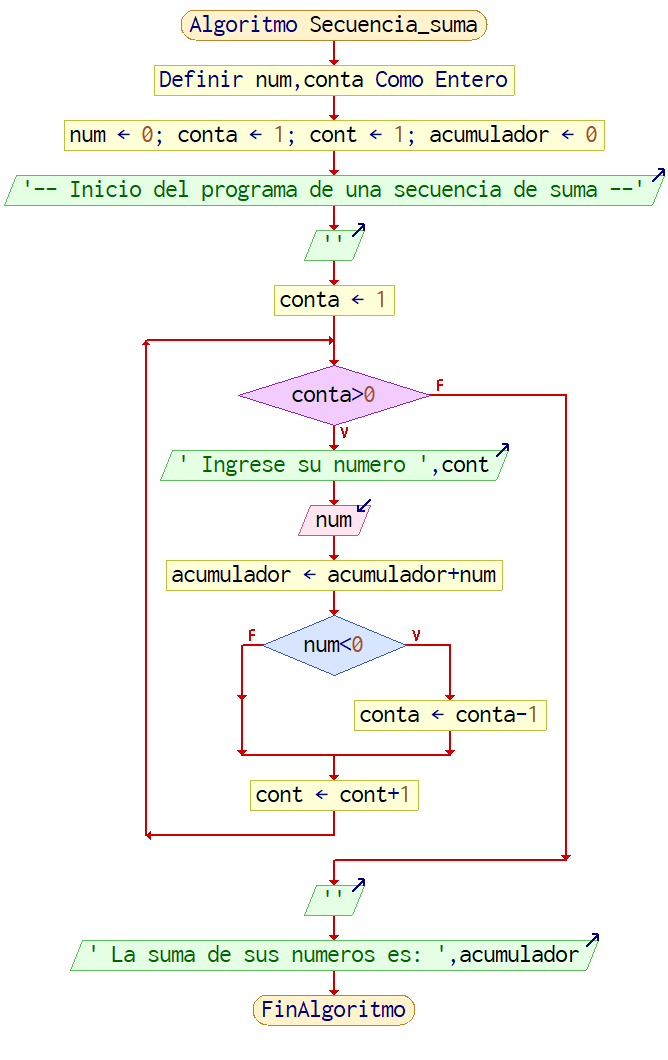 Algoritmo Secuencia_suma
Definir num,conta Como Entero
num ← 0; conta ← 1; cont ← 1; acumulador ← 0
'-- Inicio del programa de una secuencia de suma --'
''
conta ← 1
conta>0
F
V
' Ingrese su numero ',cont
num
acumulador ← acumulador+num
F
num<0
V
conta ← conta-1
cont ← cont+1
''
' La suma de sus numeros es: ',acumulador
FinAlgoritmo